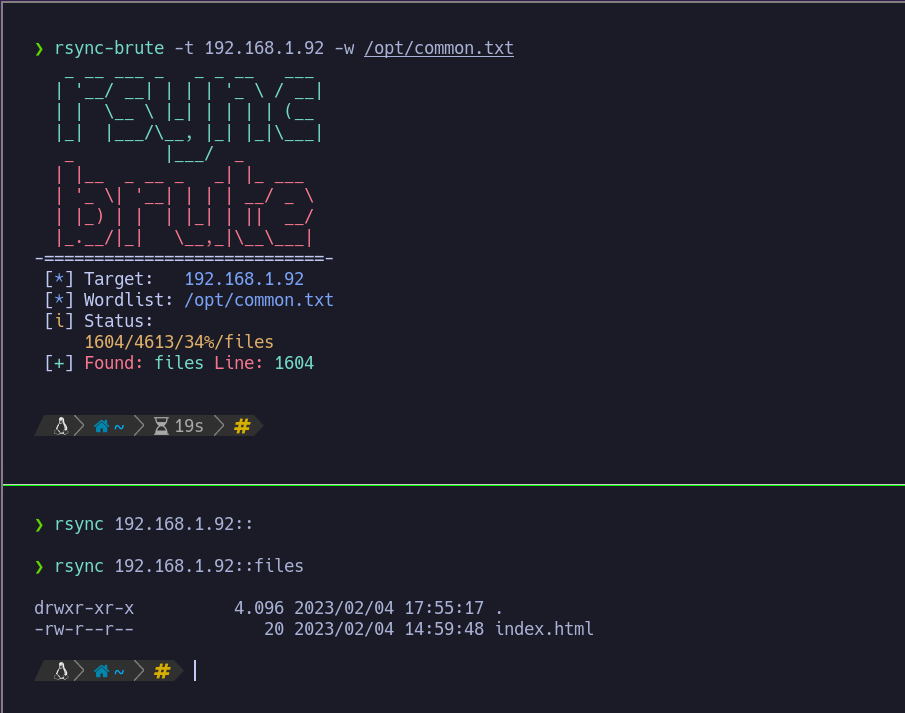 ❯ rsync-brute -t 192.168.1.92 -w /opt/common.txt
rsync
brute
-============================-
[*] Target:   192.168.1.92
[*] Wordlist: /opt/common.txt
[i] Status:
1604/4613/34%/files
[+] Found: files Line: 1604
~ 19s #
❯ rsync 192.168.1.92::
❯ rsync 192.168.1.92::files
drwxr-xr-x          4.096 2023/02/04 17:55:17 .
-rw-r--r--             20 2023/02/04 14:59:48 index.html
~ #